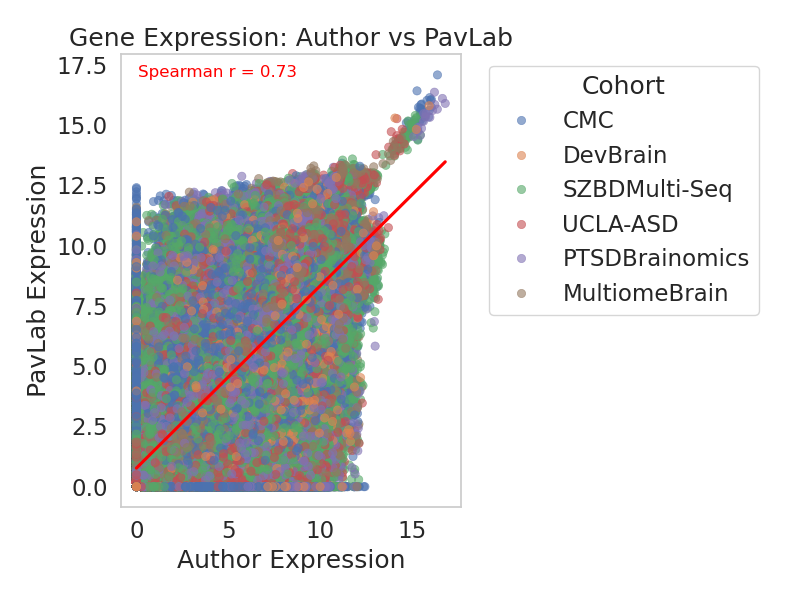 Gene Expression: Author vs PavLab
Spearman r = 0.73
17.5
15.0
12.5
10.0
7.5
5.0
2.5
0.0
PavLab Expression
0 5 10 15
Author Expression
Cohort
CMC
DevBrain
SZBDMulti-Seq
UCLA-ASD
PTSDBrainomics
MultiomeBrain